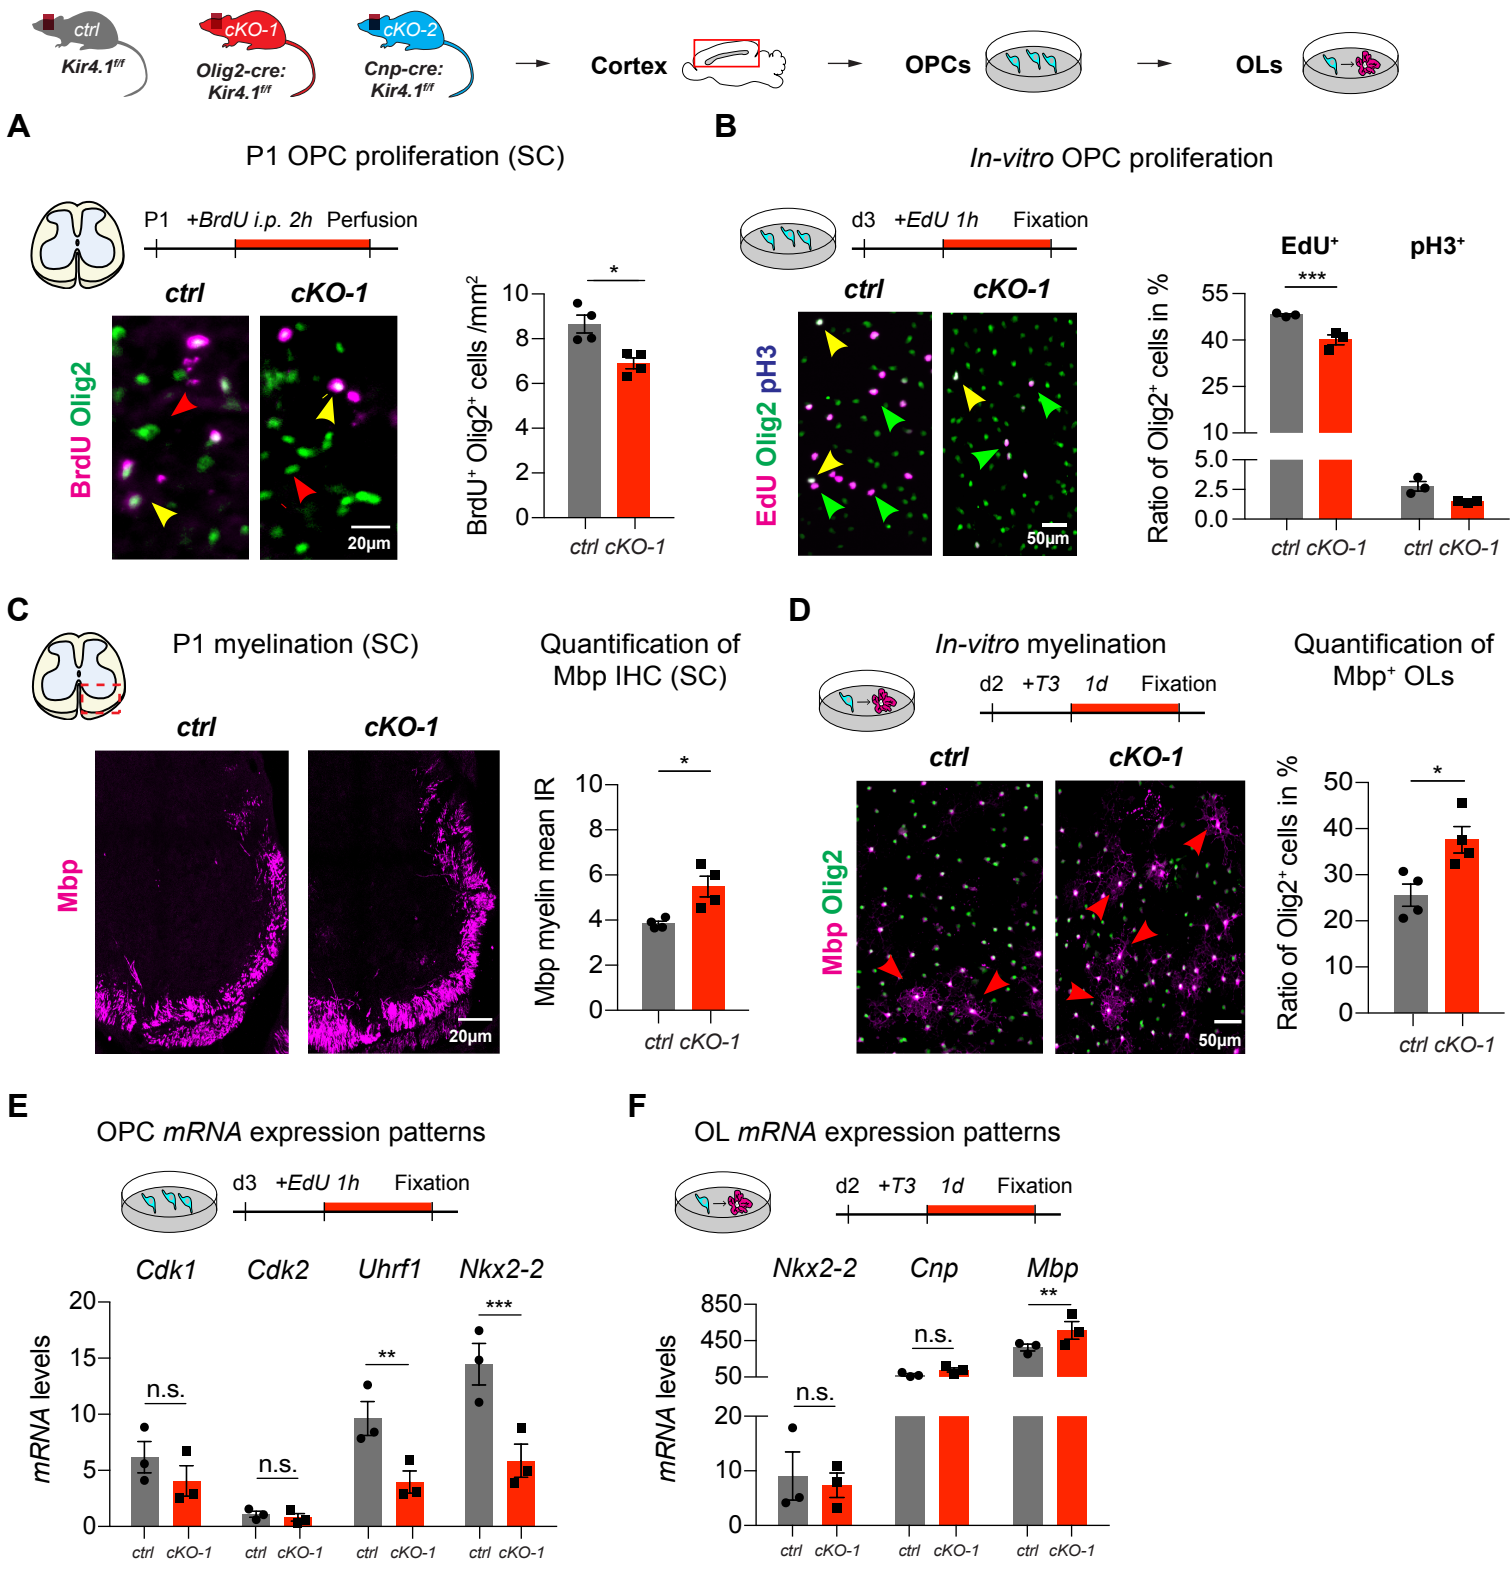 ctrl
cKO-1
cKO-2
Kir4.1f/f
Olig2-cre:
Kir4.1f/f
Cnp-cre:
Kir4.1f/f
Cortex
OPCs
OLs
A
P1 OPC proliferation (SC)
P1 +BrdU i.p. 2h Perfusion
ctrl
cKO-1
BrdU Olig2
20µm
BrdU+ Olig2+ cells /mm2
10
8
6
4
2
0
*
ctrl cKO-1
B
In-vitro OPC proliferation
d3 +EdU 1h Fixation
ctrl
cKO-1
EdU Olig2 pH3
50µm
EdU+
pH3+
***
Ratio of Olig2+ cells in %
55
40
25
10
5.0
2.5
0.0
ctrl cKO-1
ctrl cKO-1
C
P1 myelination (SC)
ctrl
cKO-1
Mbp
20µm
Quantification of
Mbp IHC (SC)
Mbp myelin mean IR
10
8
6
4
2
0
*
ctrl cKO-1
D
In-vitro myelination
d2 +T3 1d Fixation
ctrl
cKO-1
Mbp Olig2
50µm
Quantification of
Mbp+ OLs
Ratio of Olig2+ cells in %
50
40
30
20
10
0
*
ctrl cKO-1
E
OPC mRNA expression patterns
d3 +EdU 1h Fixation
Cdk1 Cdk2 Uhrf1 Nkx2-2
mRNA levels
20
15
10
5
0
n.s.
n.s.
**
***
ctrl cKO-1 ctrl cKO-1 ctrl cKO-1 ctrl cKO-1
F
OL mRNA expression patterns
d2 +T3 1d Fixation
Nkx2-2 Cnp Mbp
mRNA levels
850
450
50
20
10
0
n.s.
n.s.
**
ctrl cKO-1 ctrl cKO-1 ctrl cKO-1